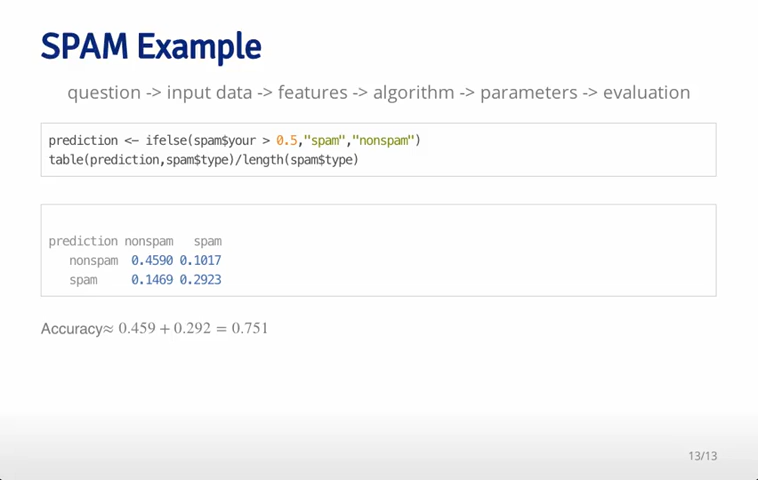 SPAM Example
question -> input data -> features -> algorithm -> parameters -> evaluation
prediction <- ifelse(spam$your > 0.5,"spam","nonspam")
table(prediction,spam$type)/length(spam$type)
prediction nonspam spam
nonspam 0.4590 0.1017
spam 0.1469 0.2923
Accuracy≈ 0.459 + 0.292 = 0.751
13/13